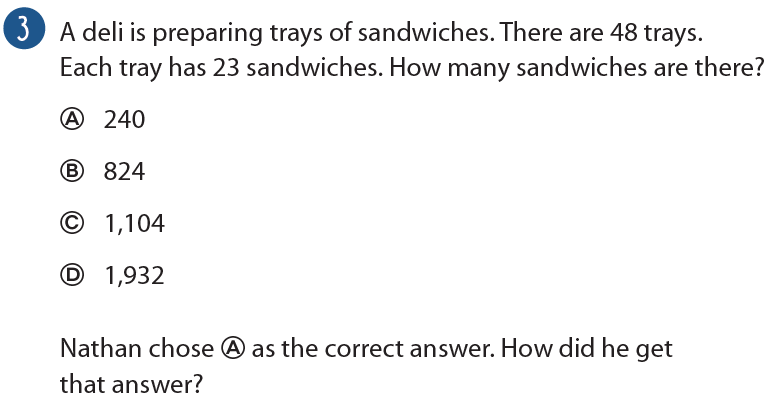 3 A deli is preparing trays of sandwiches. There are 48 trays.
Each tray has 23 sandwiches. How many sandwiches are there?
Ⓐ 240
Ⓑ 824
Ⓒ 1,104
Ⓓ 1,932
Nathan chose Ⓐ as the correct answer. How did he get
that answer?